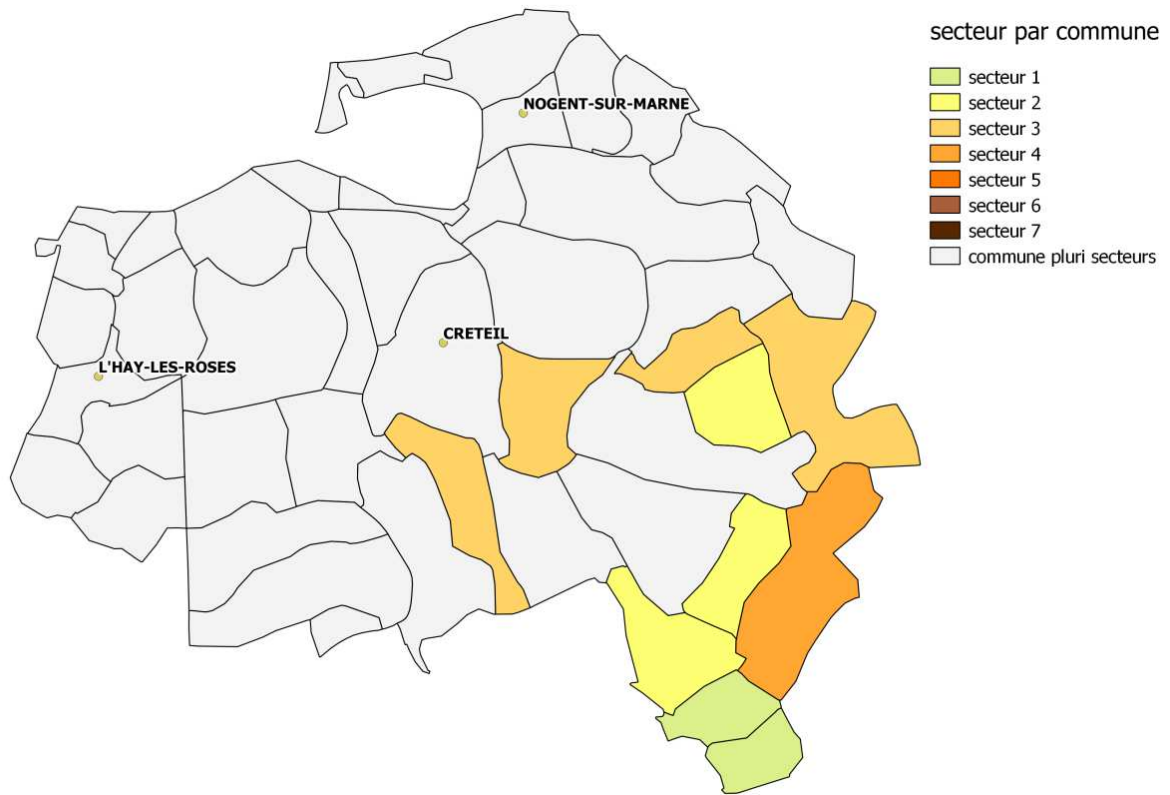 secteur par commune
secteur 1
secteur 2
secteur 3
secteur 4
secteur 5
secteur 6
secteur 7
commune pluri secteurs
NOGENT-SUR-MARNE
CRETEIL
L'HAY-LES-ROSES